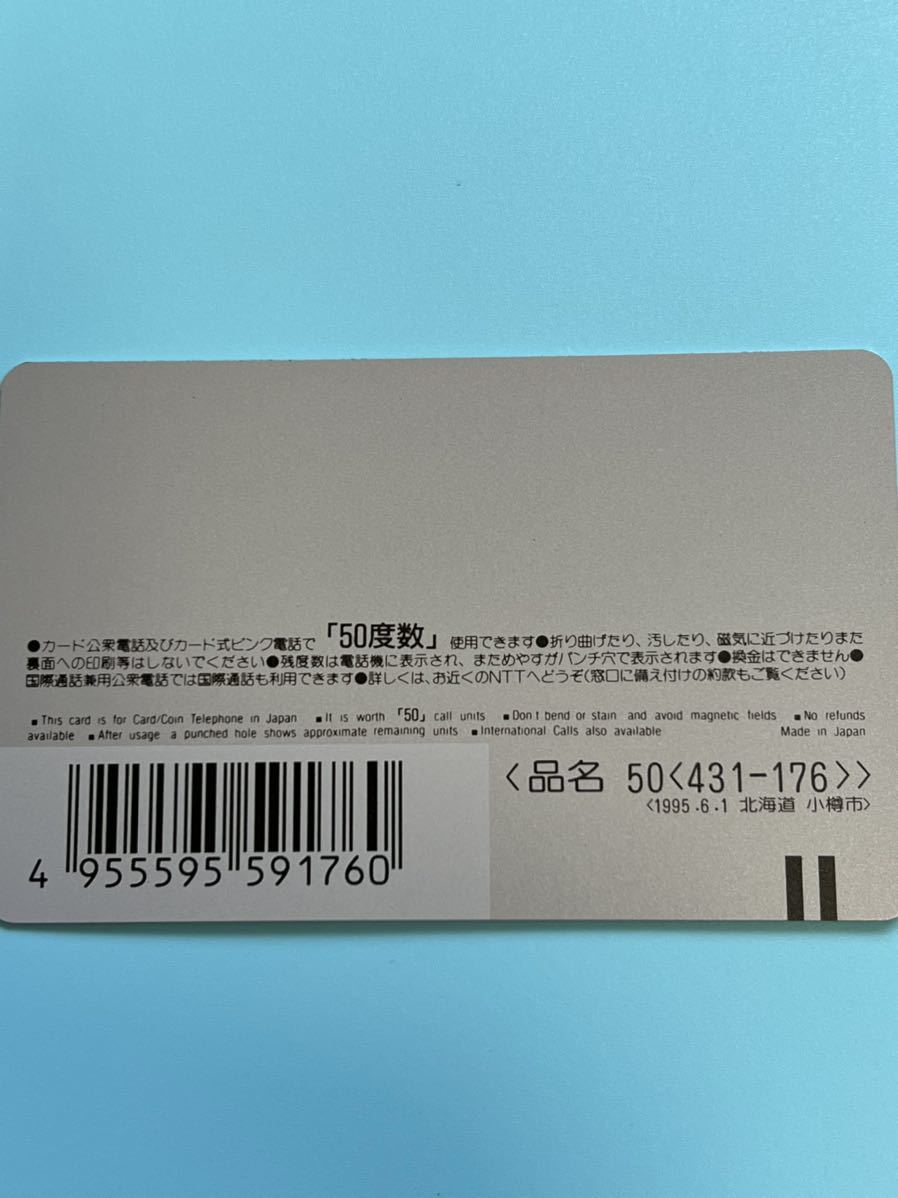 ●カード公衆電話及びカード式ピンク電話で「50度数」使用できます●折り曲げたり、汚したり、磁気に近づけたりまた
裏面への印刷等はしないでください●残度数は電話機に表示され、まためやすがパンチ穴で表示されます●換金はできません●
国際通話兼用公衆電話では国際通話も利用できます●詳しくは、お近くのNTTへどうぞ(窓口に備え付けの約款もご覧ください)
■This card is for Card/Coin Telephone in Japan ■It is worth「50」call units ■Don't bend or stain and avoid magnetic fields ■No refunds
available ■After usage a punched hole shows approximate remaining units ■International Calls also available Made in Japan
〈品名 50〈431-176〉〉
〈1995.6.1 北海道 小樽市〉
4 955595 591760